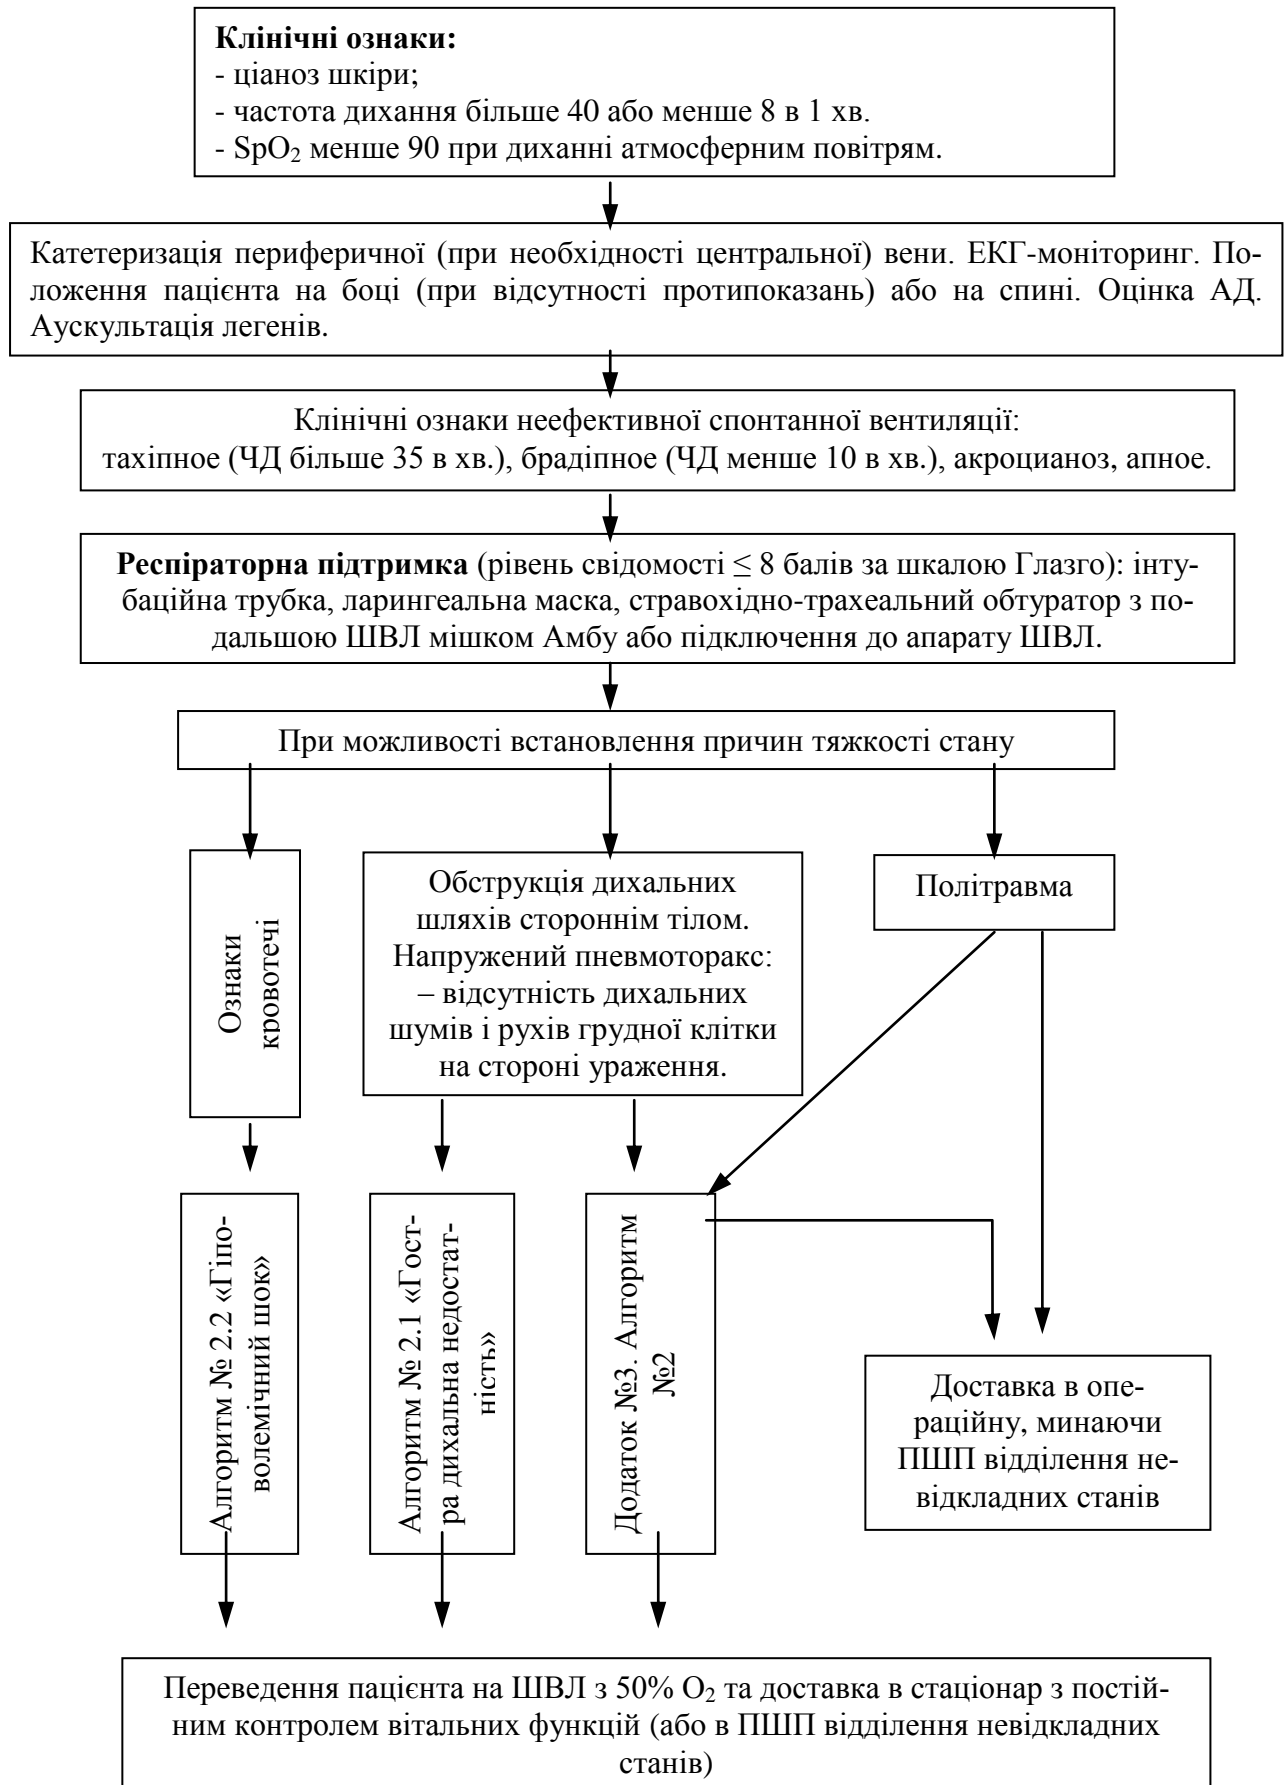 Клінічні ознаки:
- ціаноз шкіри;
- частота дихання більше 40 або менше 8 в 1 хв.
- SpO₂ менше 90 при диханні атмосферним повітрям.
Катетеризація периферичної (при необхідності центральної) вени. ЕКГ-моніторинг. По-
ложення пацієнта на боці (при відсутності протипоказань) або на спині. Оцінка АД.
Аускультація легенів.
Клінічні ознаки неефективної спонтанної вентиляції:
тахіпное (ЧД більше 35 в хв.), брадіпное (ЧД менше 10 в хв.), акроцианоз, апное.
Респіраторна підтримка (рівень свідомості ≤ 8 балів за шкалою Глазго): інту-
баційна трубка, ларингеальна маска, стравохідно-трахеальний обтуратор з по-
дальшою ШВЛ мішком Амбу або підключення до апарату ШВЛ.
При можливості встановлення причин тяжкості стану
Ознаки
кровотечі
Обструкція дихальних
шляхів стороннім тілом.
Напружений пневмоторакс:
– відсутність дихальних
шумів і рухів грудної клітки
на стороні ураження.
Політравма
Алгоритм № 2.2 «Гіпо-
волемічний шок»
Алгоритм № 2.1 «Гост-
ра дихальна недостат-
ність»
Додаток №3. Алгоритм
№2
Доставка в опе-
раційну, минаючи
ПШП відділення не-
відкладних станів
Переведення пацієнта на ШВЛ з 50% O₂ та доставка в стаціонар з постій-
ним контролем вітальних функцій (або в ПШП відділення невідкладних
станів)